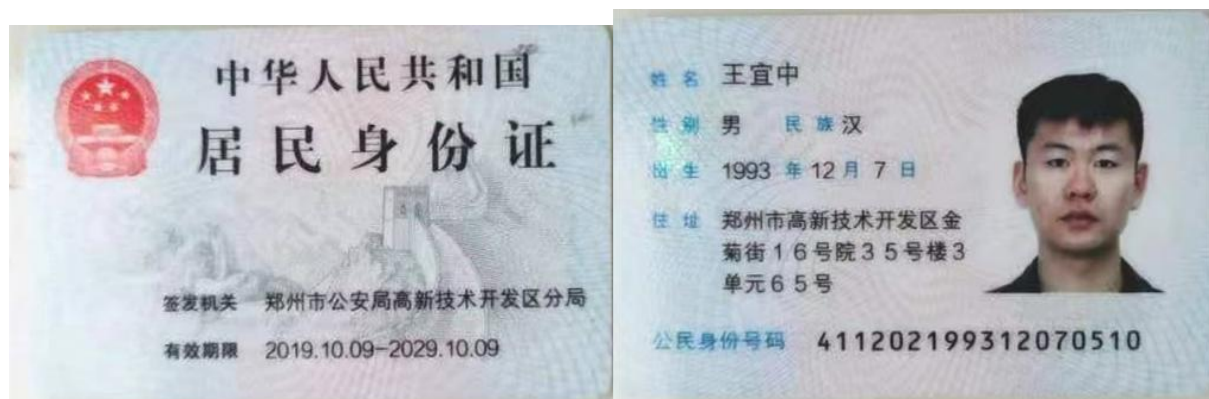 中华人民共和国
居民身份证
签发机关 郑州市公安局高新技术开发区分局
有效期限 2019.10.09-2029.10.09
姓名 王宜中
性别 男 民族 汉
出生 1993 年 12 月 7 日
住址 郑州市高新技术开发区金
菊街16号院35号楼3
单元65号
公民身份号码 411202199312070510